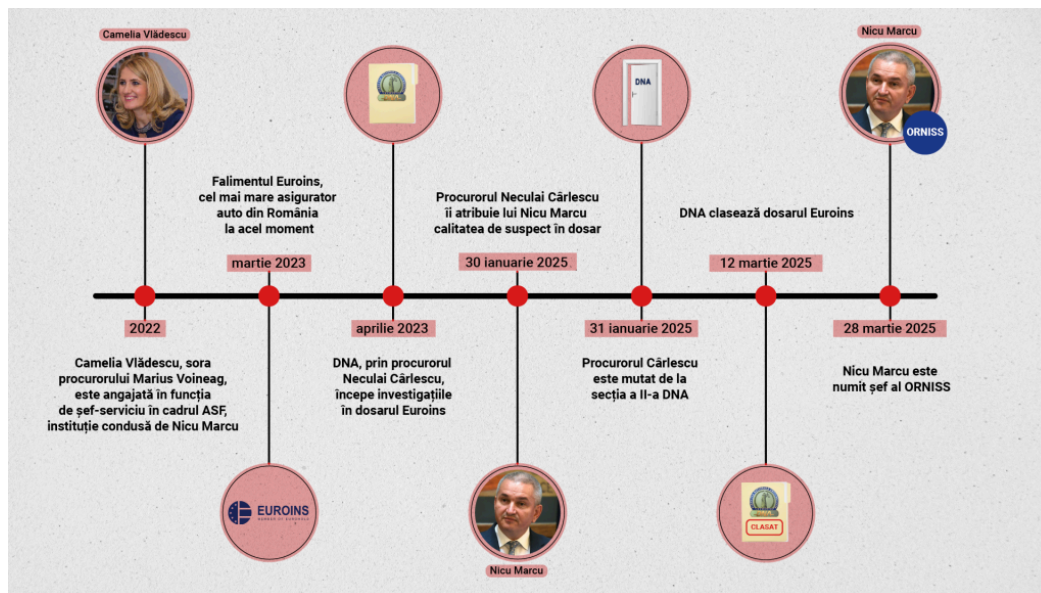 Camelia Vlădescu
2022
Camelia Vlădescu, sora
procurorului Marius Voineag,
este angajată în funcția
de șef-serviciu în cadrul ASF,
instituție condusă de Nicu Marcu
Falimentul Euroins,
cel mai mare asigurator
auto din România
la acel moment
martie 2023
EUROINS
aprilie 2023
DNA, prin procurorul
Neculai Cârlescu,
începe investigațiile
în dosarul Euroins
Procurorul Neculai Cârlescu
îi atribuie lui Nicu Marcu
calitatea de suspect în dosar
30 ianuarie 2025
Nicu Marcu
DNA
31 ianuarie 2025
Procurorul Cârlescu
este mutat de la
secția a II-a DNA
DNA clasează dosarul Euroins
12 martie 2025
CLASAT
Nicu Marcu
ORNISS
28 martie 2025
Nicu Marcu este
numit șef al ORNISS